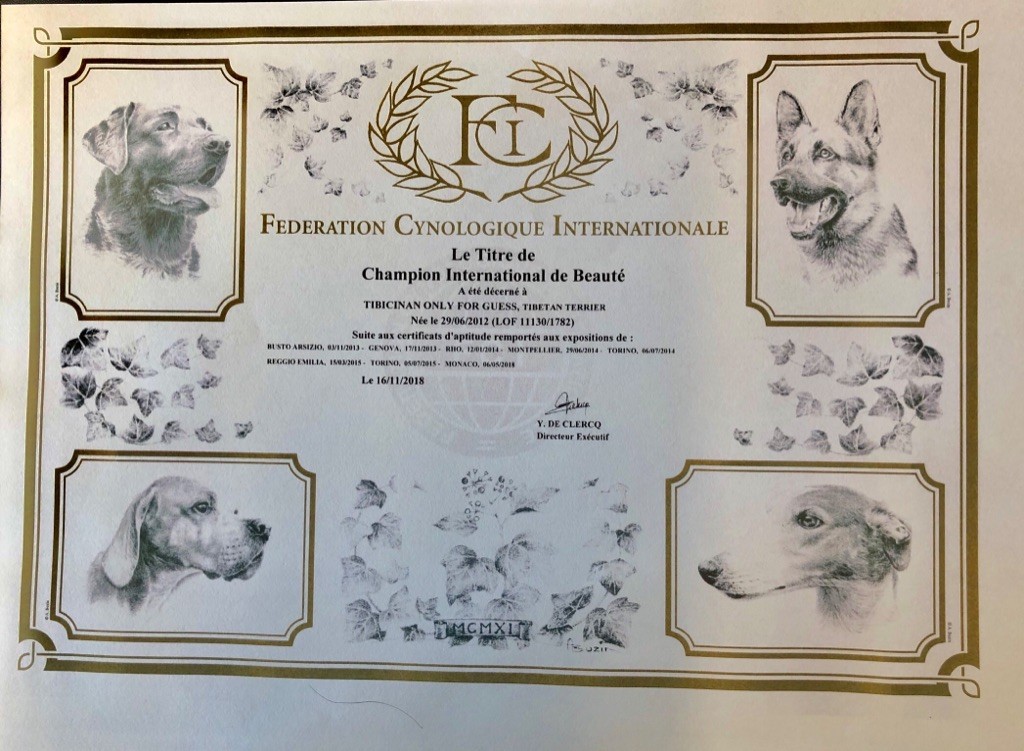 FCI
FEDERATION CYNOLOGIQUE INTERNATIONALE
Le Titre de
Champion International de Beauté
A été décerné à
TIBICINAN ONLY FOR GUESS, TIBETAN TERRIER
Née le 29/06/2012 (LOF 11130/1782)
Suite aux certificats d'aptitude remportés aux expositions de :
BUSTO ARSIZIO, 03/11/2013 - GENOVA, 17/11/2013 - RHO, 12/01/2014 - MONTPELLIER, 29/06/2014 - TORINO, 06/07/2014
REGGIO EMILIA, 15/03/2015 - TORINO, 05/07/2015 - MONACO, 06/05/2018
Le 16/11/2018
Y. DE CLERCQ
Directeur Exécutif
MCMXI